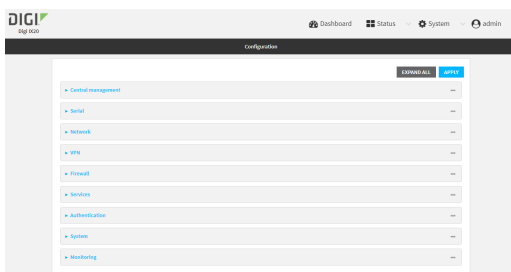 DIGI
Digi IX20
Dashboard Status System admin
Configuration
EXPAND ALL APPLY
Central management ...
Serial ...
Network ...
VPN ...
Firewall ...
Services ...
Authentication ...
System ...
Monitoring ...